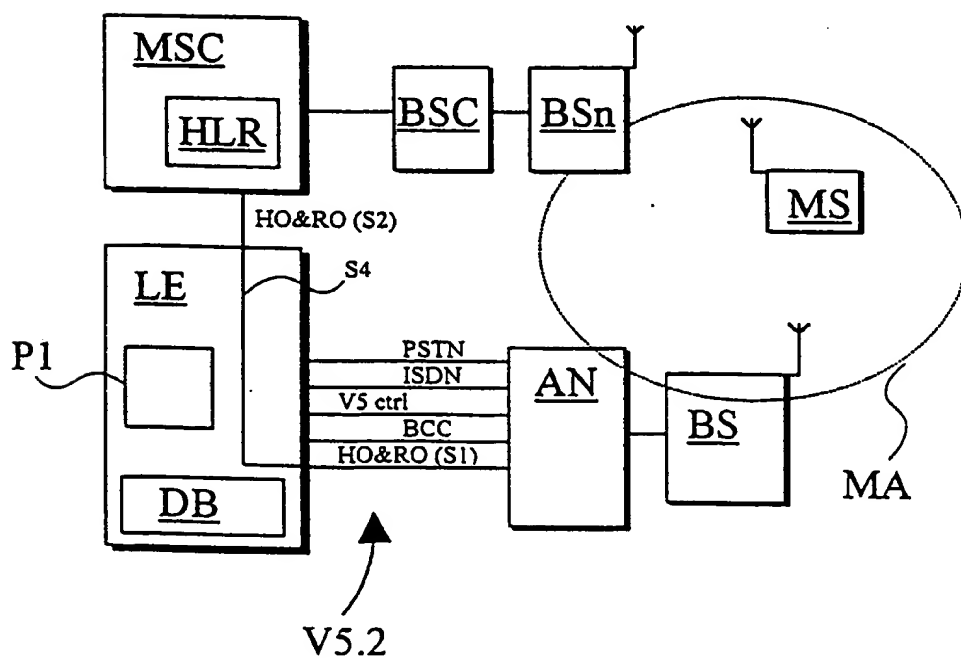 MSC
HLR
BSC
BSn
MS
HO&RO (S2)
LE
S4
P1
PSTN
ISDN
V5 ctrl
BCC
HO&RO (S1)
AN
BS
MA
DB
V5.2